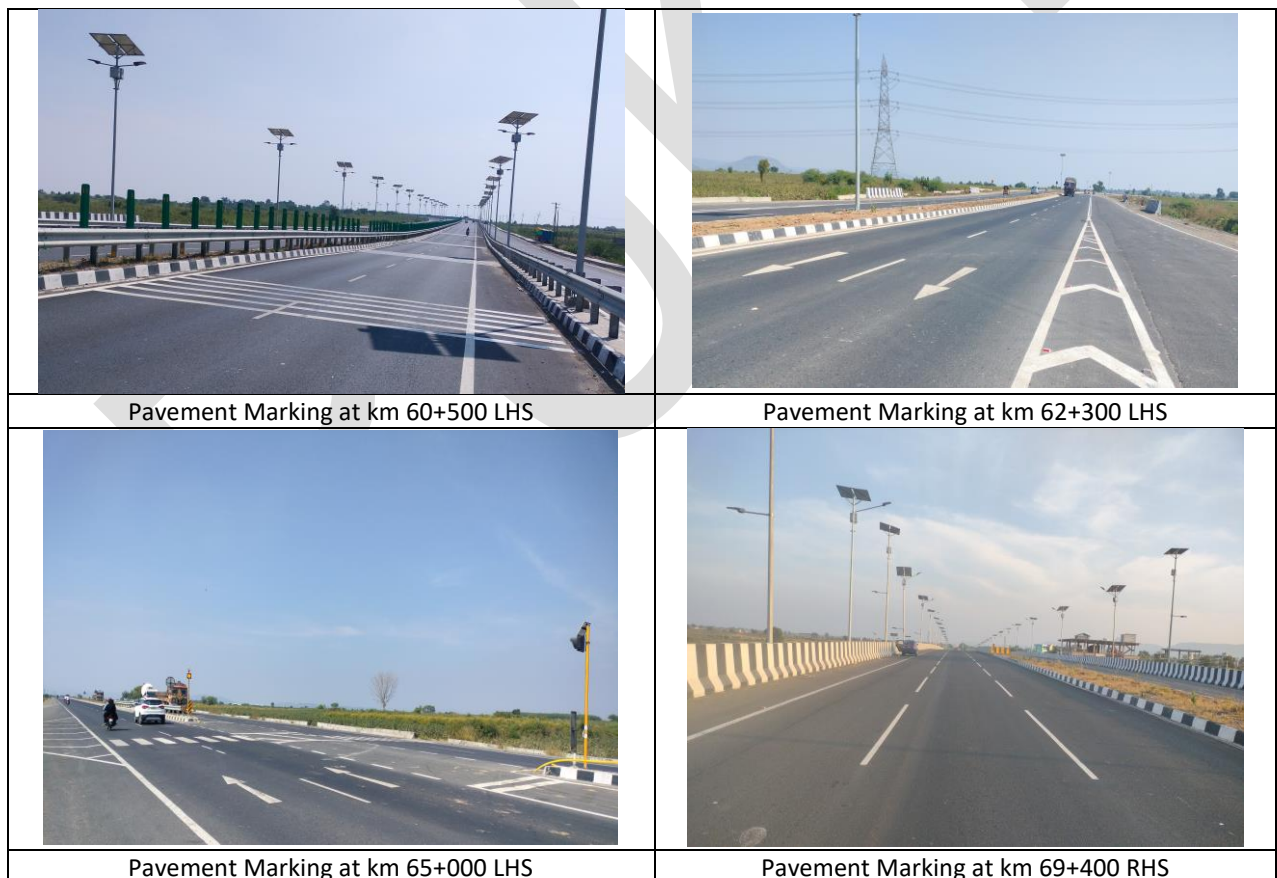 Pavement Marking at km 60+500 LHS
Pavement Marking at km 62+300 LHS
Pavement Marking at km 65+000 LHS
Pavement Marking at km 69+400 RHS